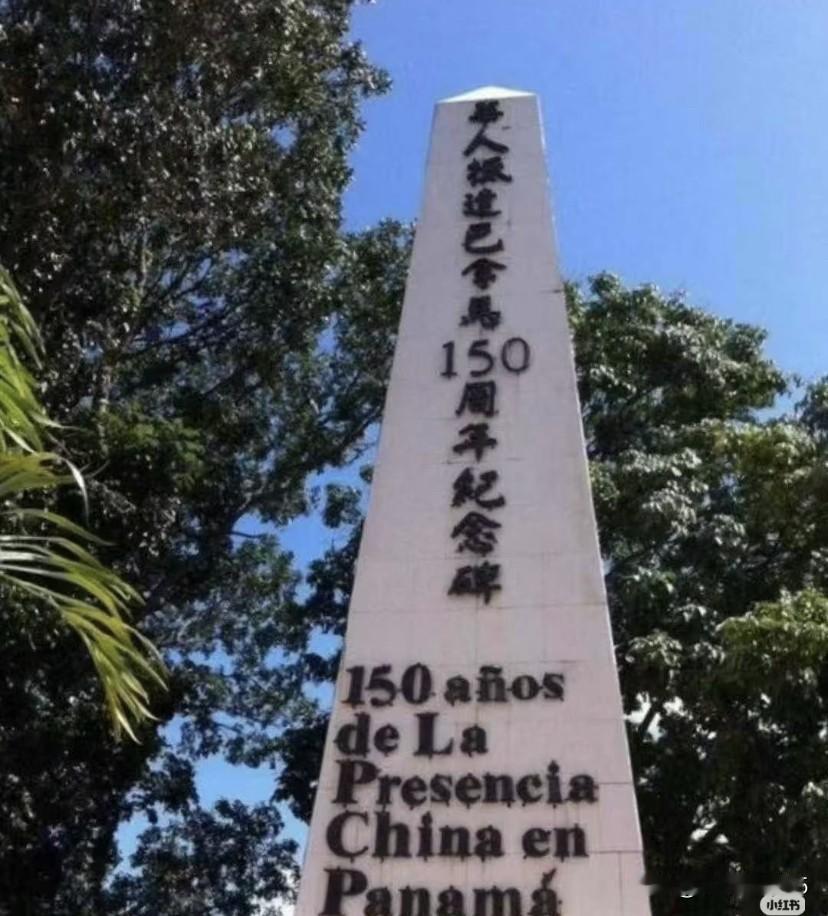 華人抵達巴拿馬150周年紀念碑
150 años
de La
Presencia
China en
Panamá
小红书